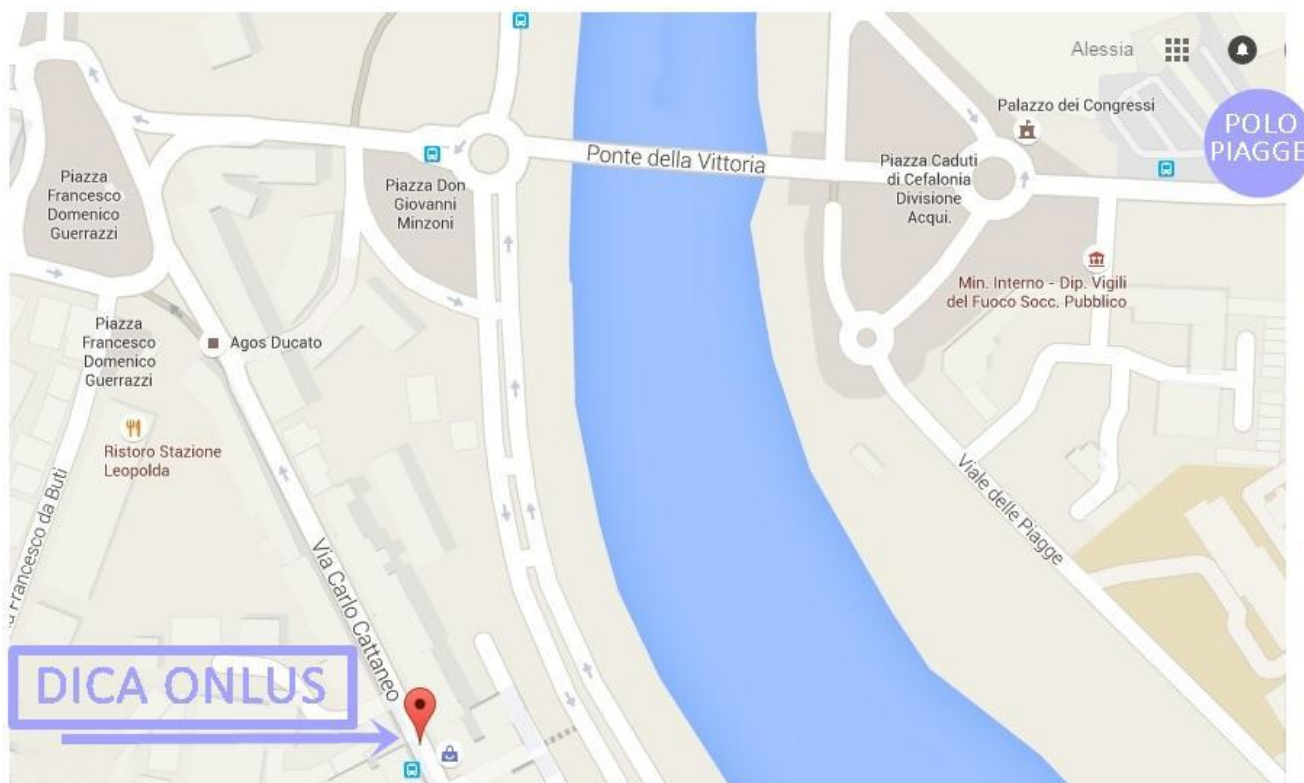 Alessia
Palazzo dei Congressi
POLO
PIAGGE
Ponte della Vittoria
Piazza Caduti
di Cefalonia
Divisione
Acqui.
Piazza
Francesco
Domenico
Guerrazzi
Piazza Don
Giovanni
Minzoni
Min. Interno - Dip. Vigili
del Fuoco Socc. Pubblico
Piazza
Francesco
Domenico
Guerrazzi
Agos Ducato
Ristoro Stazione
Leopolda
Francesco da Buti
Via Carlo Cattaneo
Viale delle Piagge
DICA ONLUS